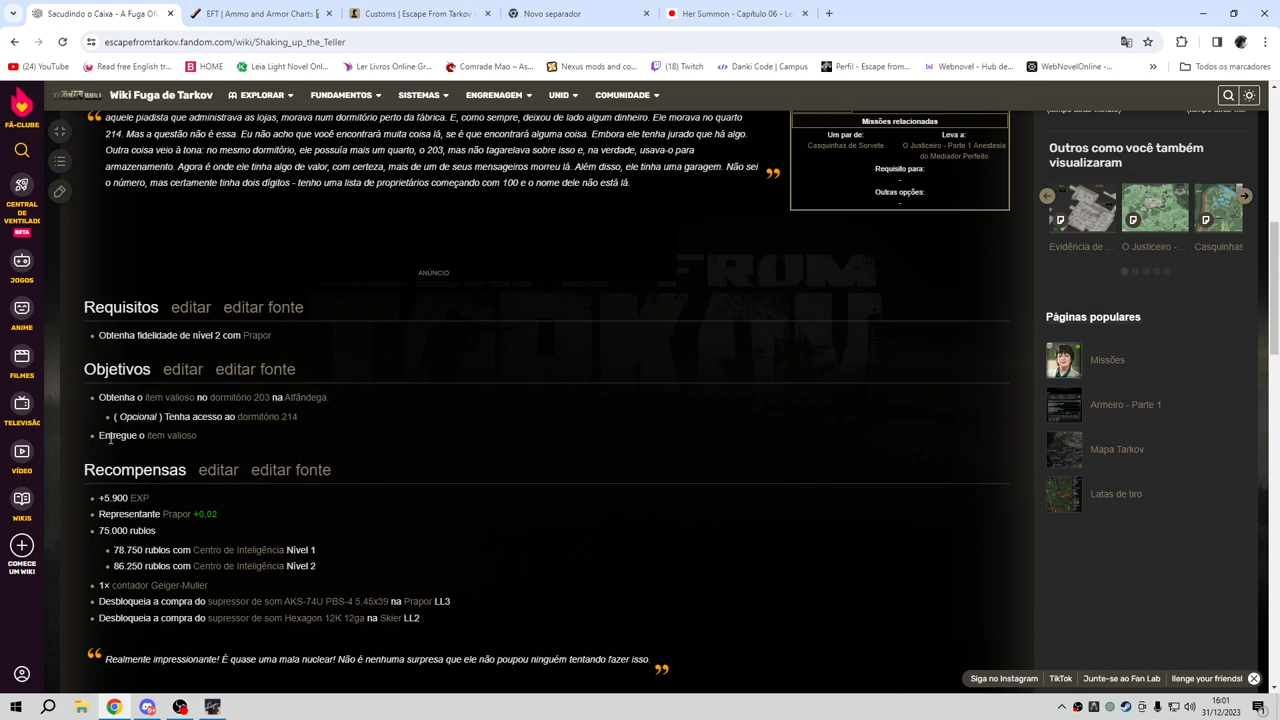 Sacudindo o Caixa - A Fuga Of
EFT | Ammo and Armor Charts
Customs | Escape From Tarkov
Novo separador
Her Summon - Capítulo 06 - Le
escapefromtarkov.fandom.com/wiki/Shaking_up_the_Teller
(24) YouTube
Read free English tr...
HOME
Leia Light Novel Onl...
Ler Livros Online Gr...
Comrade Mao – As...
Nexus mods and co...
(18) Twitch
Danki Code | Campus
Perfil - Escape from...
Webnovel - Hub de...
WebNovelOnline -...
Todos os marcadores
FÃ-CLUBE
Wiki Fuga de Tarkov
EXPLORAR
FUNDAMENTOS
SISTEMAS
ENGRENAGEM
UNID
COMUNIDADE
CENTRAL
DE
VENTILADO
BETA
JOGOS
ANIME
FILMES
TELEVISÃO
VÍDEO
WIKIS
COMECE
UM WIKI
aquele piadista que administrava as lojas, morava num dormitório perto da fábrica. E, como seria de esperar, ele tinha guardado algum dinheiro. Ele morava no quarto
214. Mas a questão não é essa. Eu não acho que você encontrará muita coisa lá, se é que encontrará alguma coisa. Embora ele tenha jurado que há algo.
Outra coisa veio à tona: no mesmo dormitório, ele possuía mais um quarto, o 203, mas não tagarelava sobre isso e, na verdade, usava-o para
armazenamento. Agora é onde ele tinha algo de valor, com certeza, mais de um de seus mensageiros morreu lá. Além disso, ele tinha uma garagem. Não sei
o número, mas certamente tinha dois dígitos - tenho uma lista de proprietários começando com 100 e o nome dele não está lá.
Missões relacionadas
Um par de:
Casquinhas de Sorvete
Leva a:
O Justiceiro - Parte 1 Anestesia
do Mediador Perfeito
Requisito para:
-
Outras opções:
-
ANÚNCIO
Requisitos editar editar fonte
Obtenha fidelidade de nível 2 com Prapor
Objetivos editar editar fonte
Obtenha o item valioso no dormitório 203 na Alfândega.
( Opcional ) Tenha acesso ao dormitório 214
Entregue o item valioso
Recompensas editar editar fonte
+5.900 EXP
Representante Prapor +0,02
75.000 rublos
78.750 rublos com Centro de Inteligência Nível 1
86.250 rublos com Centro de Inteligência Nível 2
1× contador Geiger-Muller
Desbloqueia a compra do supressor de som AKS-74U PBS-4 5,45x39 na Prapor LL3
Desbloqueia a compra do supressor de som Hexagon 12K 12ga na Skier LL2
Realmente impressionante! É quase uma mala nuclear! Não é nenhuma surpresa que ele não poupou ninguém tentando fazer isso.
Outros como você também
visualizaram
Evidência de ...
O Justiceiro -...
Casquinhas
Páginas populares
Missões
Armeiro - Parte 1
Mapa Tarkov
Latas de tiro
Siga no Instagram
TikTok
Junte-se ao Fan Lab
llenge your friends!
16:01
31/12/2023